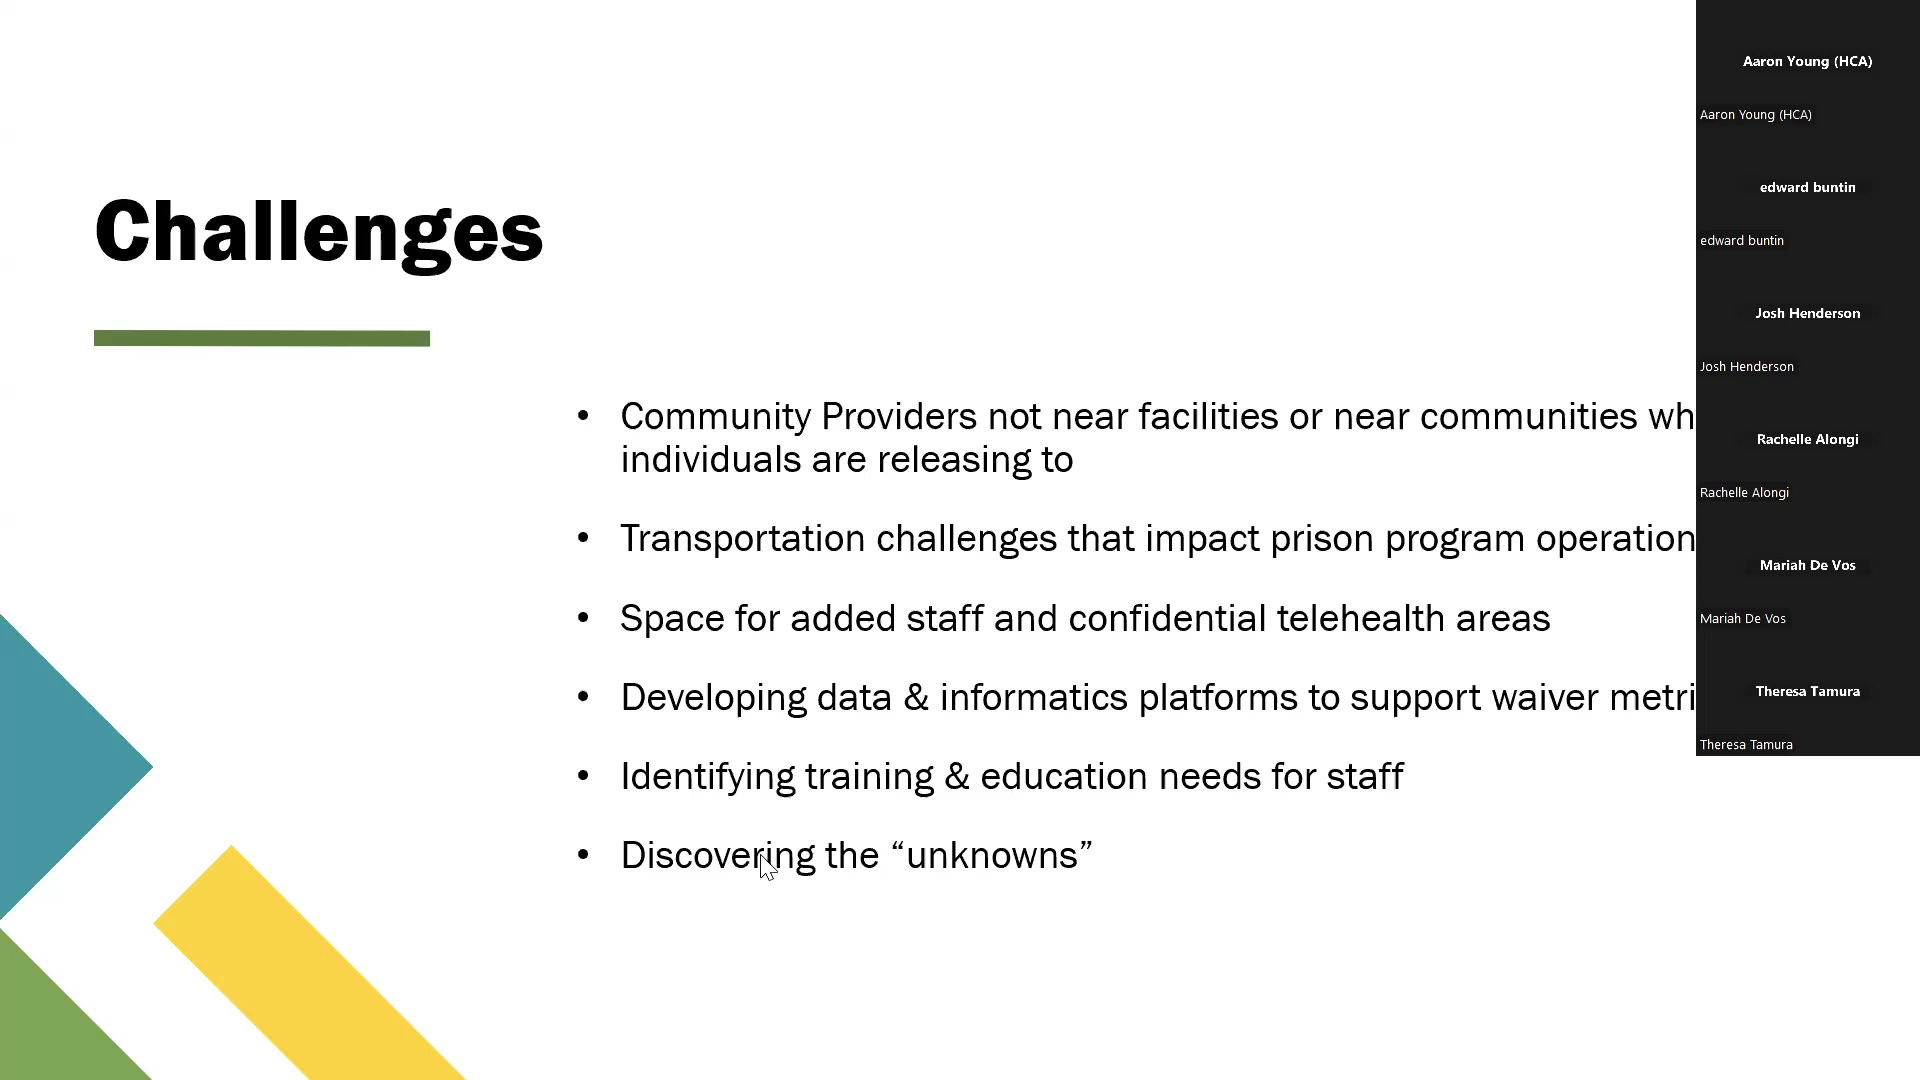 Challenges
• Community Providers not near facilities or near communities wh
individuals are releasing to
• Transportation challenges that impact prison program operation
• Space for added staff and confidential telehealth areas
• Developing data & informatics platforms to support waiver metri
• Identifying training & education needs for staff
• Discovering the “unknowns”
Aaron Young (HCA)
Aaron Young (HCA)
edward buntin
edward buntin
Josh Henderson
Josh Henderson
Rachelle Alongi
Rachelle Alongi
Mariah De Vos
Mariah De Vos
Theresa Tamura
Theresa Tamura